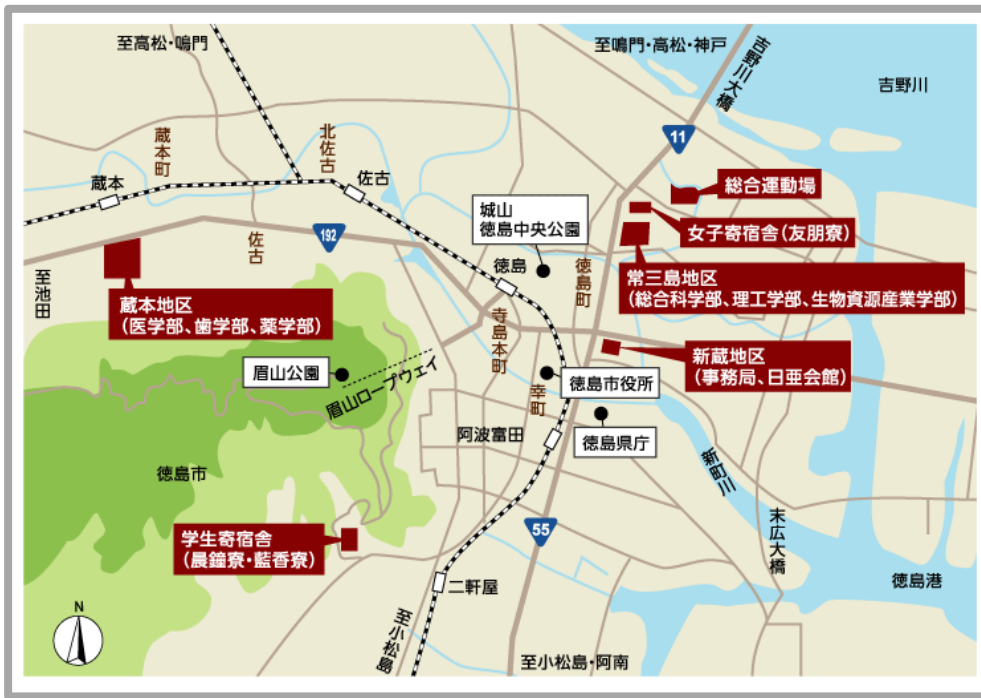 至高松・鳴門
至鳴門・高松・神戸
吉野川大橋
吉野川
11
蔵本町
北佐古
蔵本
佐古
総合運動場
城山
徳島中央公園
女子寄宿舎(友朋寮)
192
佐古
徳島
徳島町
常三島地区
(総合科学部、理工学部、生物資源産業学部)
至池田
蔵本地区
(医学部、歯学部、薬学部)
寺島本町
新蔵地区
(事務局、日亜会館)
眉山公園
眉山ロープウェイ
徳島市役所
幸町
阿波富田
徳島県庁
新町川
徳島市
末広大橋
学生寄宿舎
(晨鐘寮・藍香寮)
55
徳島港
二軒屋
N
至小松島
至小松島・阿南